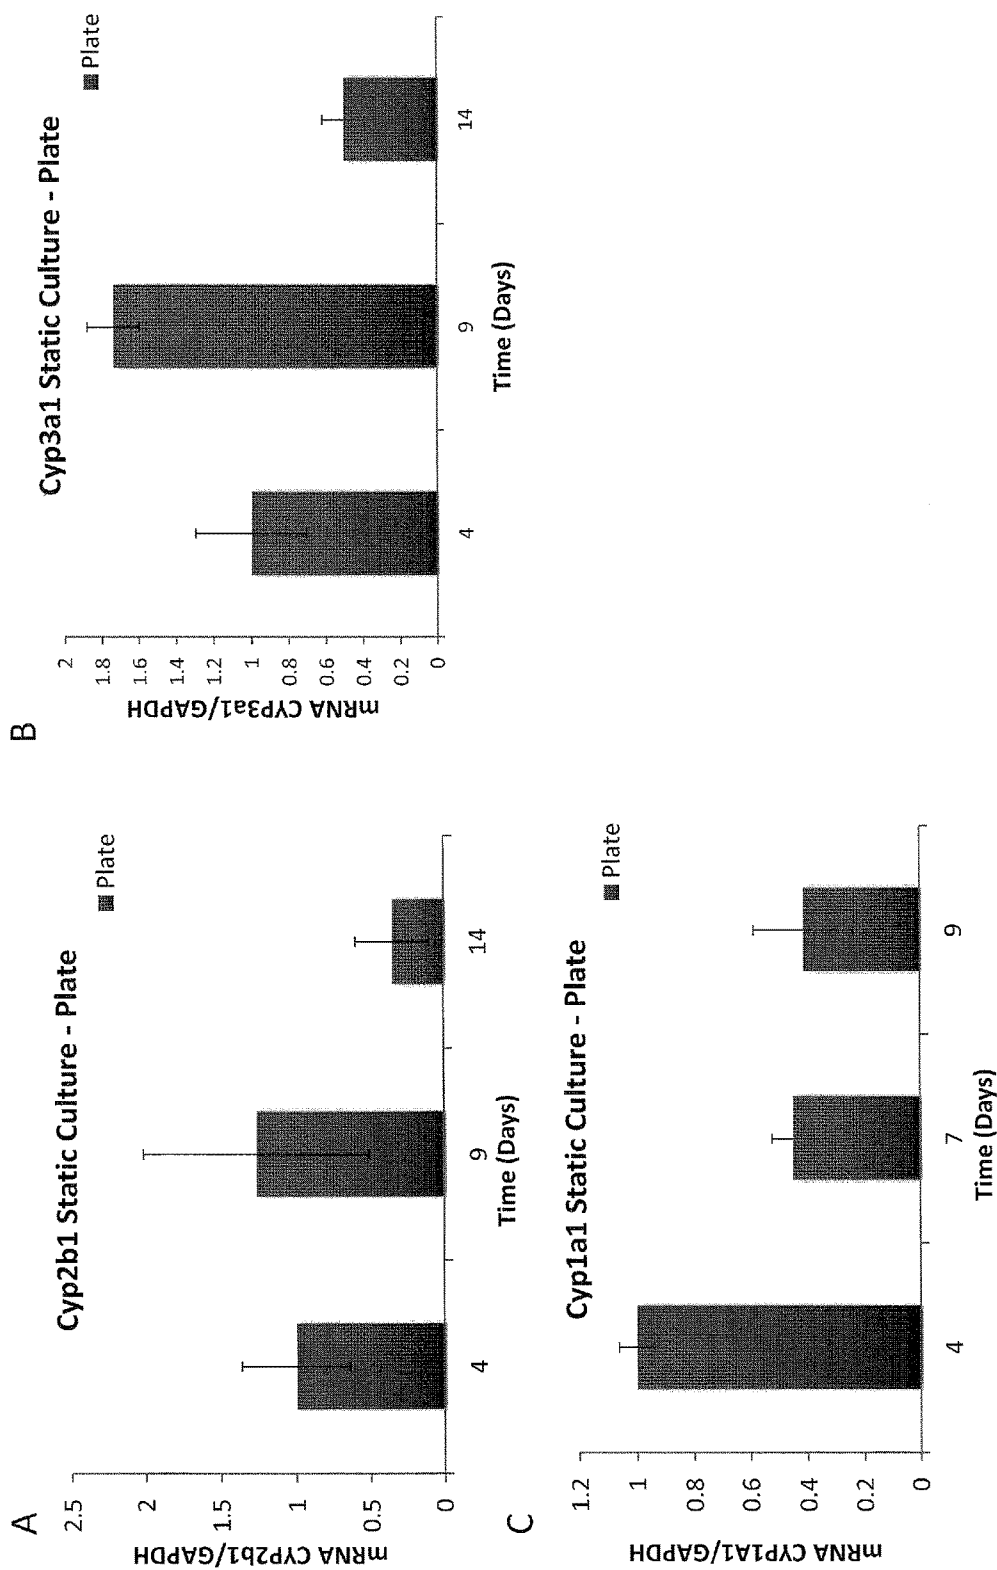 A
Cyp2b1 Static Culture - Plate
Plate
mRNA CYP2b1/GAPDH
2.5
2
1.5
1
0.5
0
4
9
14
Time (Days)
B
Cyp3a1 Static Culture - Plate
Plate
mRNA CYP3a1/GAPDH
2
1.8
1.6
1.4
1.2
1
0.8
0.6
0.4
0.2
0
4
9
14
Time (Days)
C
Cyp1a1 Static Culture - Plate
Plate
mRNA CYP1A1/GAPDH
1.2
1
0.8
0.6
0.4
0.2
0
4
7
9
Time (Days)